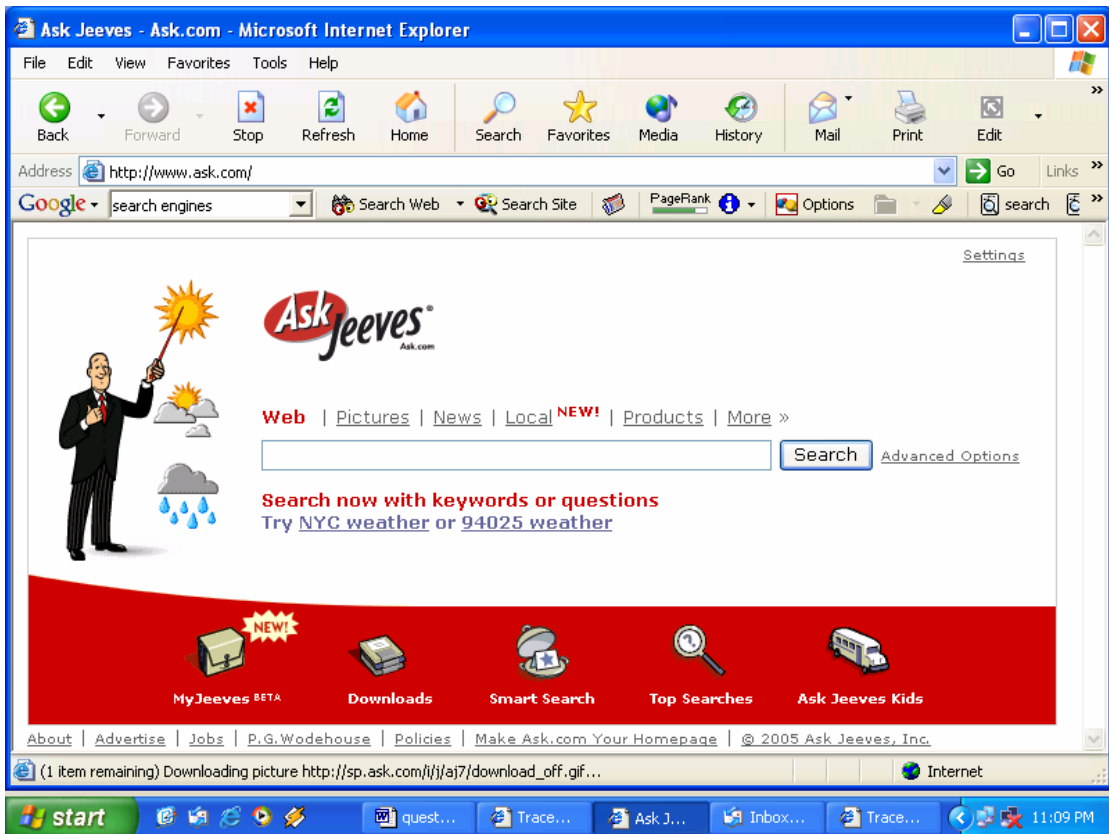 Ask Jeeves - Ask.com - Microsoft Internet Explorer
File Edit View Favorites Tools Help
Back Forward Stop Refresh Home Search Favorites Media History Mail Print Edit »
Address http://www.ask.com/ Go Links »
Google search engines Search Web Search Site PageRank Options search »
Settings
Ask Jeeves®
Ask.com
Web | Pictures | News | Local NEW! | Products | More »
Search Advanced Options
Search now with keywords or questions
Try NYC weather or 94025 weather
NEW!
MyJeeves BETA Downloads Smart Search Top Searches Ask Jeeves Kids
About | Advertise | Jobs | P.G.Wodehouse | Policies | Make Ask.com Your Homepage | © 2005 Ask Jeeves, Inc.
(1 item remaining) Downloading picture http://sp.ask.com/i/j/aj7/download_off.gif... Internet
start quest... Trace... Ask J... Inbox... Trace... 11:09 PM